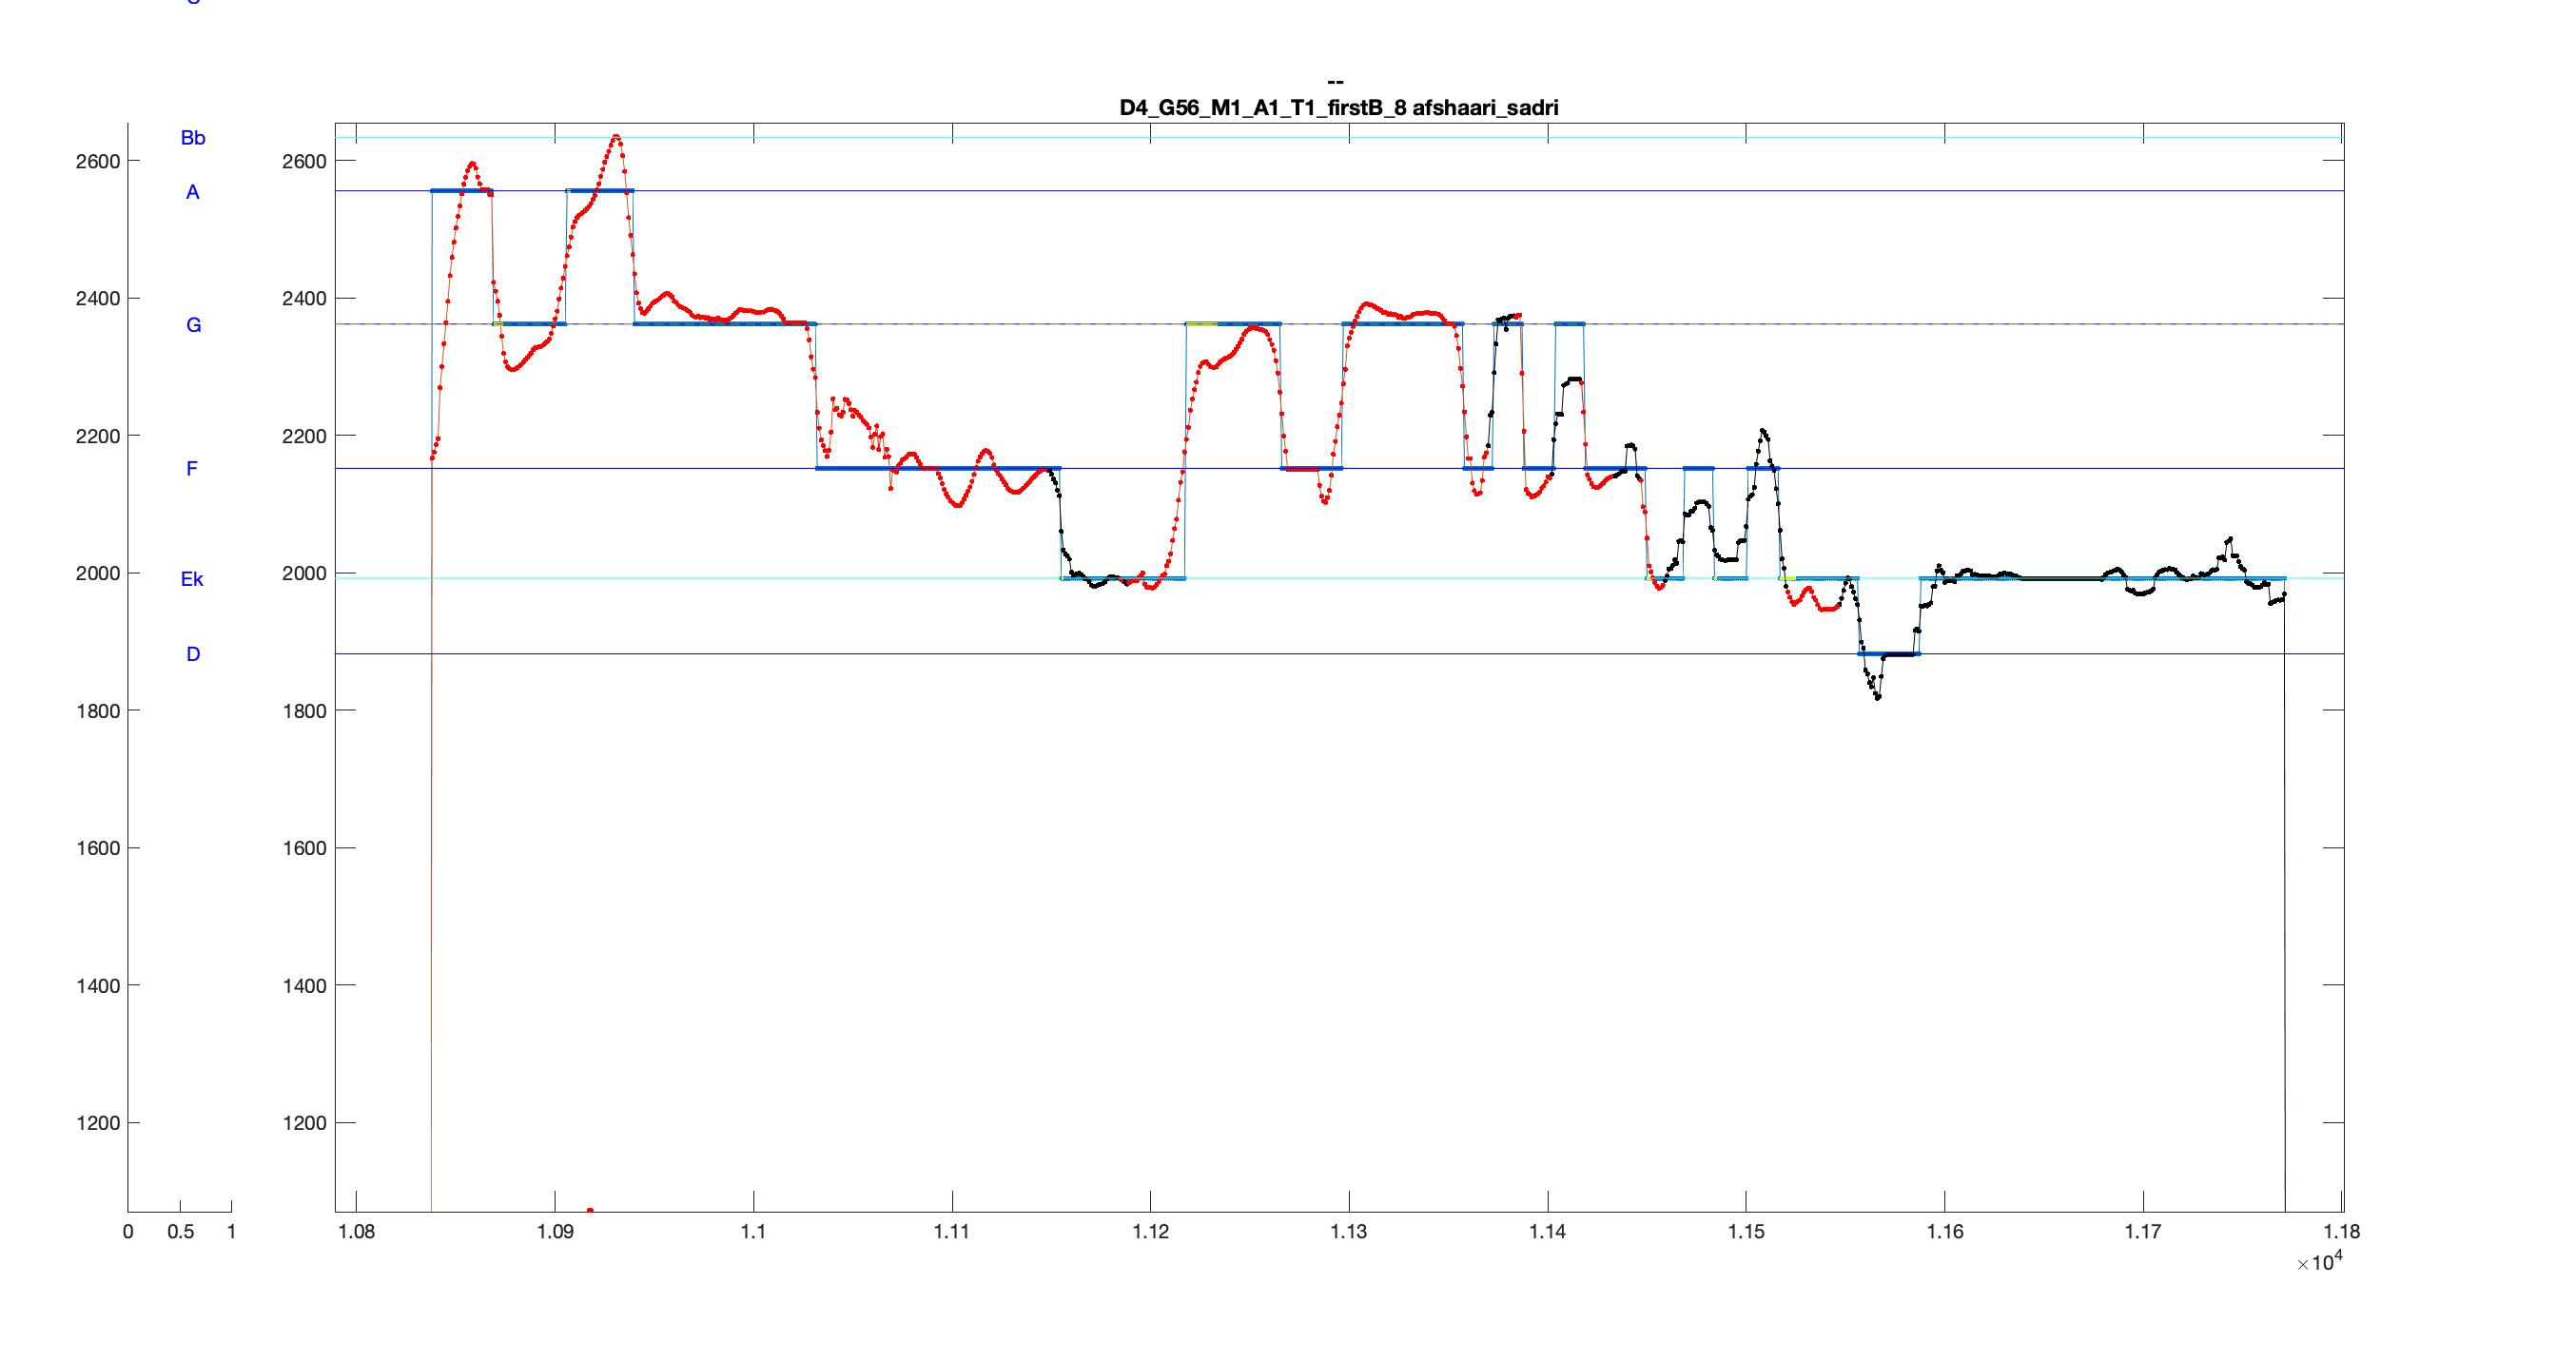 --
D4_G56_M1_A1_T1_firstB_8 afshaari_sadri
Bb
2600 2600
A
2400 2400
G
2200 2200
F
2000 2000
Ek
D
1800 1800
1600 1600
1400 1400
1200 1200
0 0.5 1 1.08 1.09 1.1 1.11 1.12 1.13 1.14 1.15 1.16 1.17 1.18
×10⁴